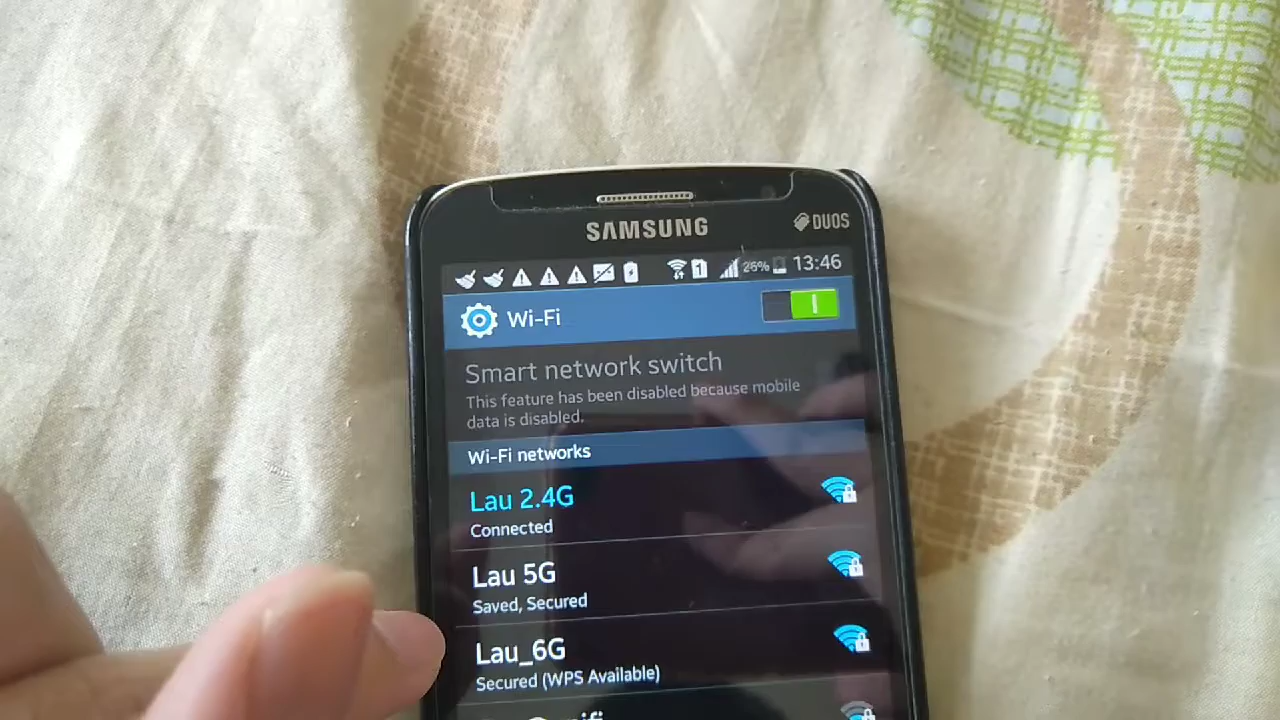 SAMSUNG
DUOS
1 26% 13:46
Wi-Fi
Smart network switch
This feature has been disabled because mobile
data is disabled.
Wi-Fi networks
Lau 2.4G
Connected
Lau 5G
Saved, Secured
Lau_6G
Secured (WPS Available)